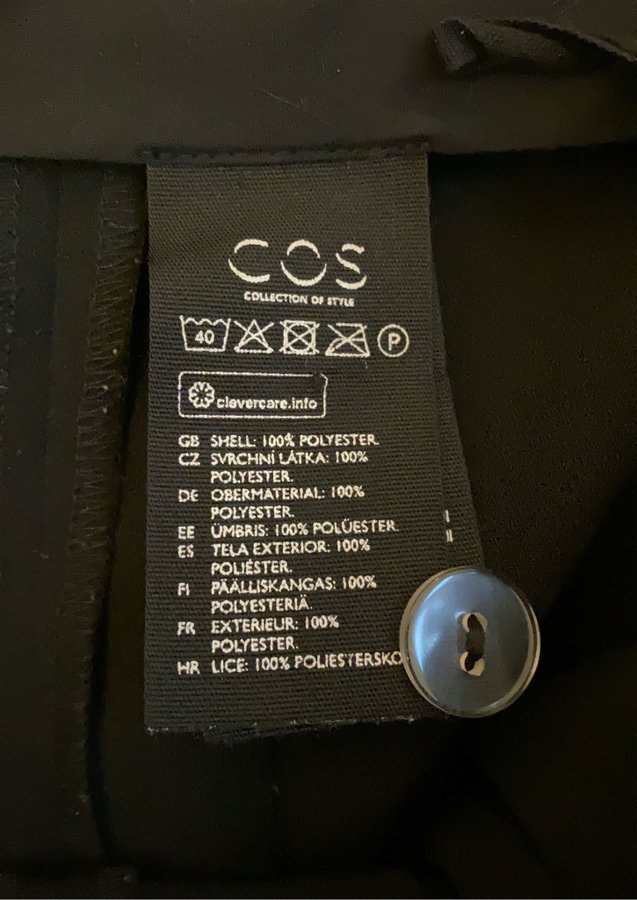 COS
COLLECTION OF STYLE
40
P
clevercare.info
GB SHELL: 100% POLYESTER.
CZ SVRCHNÍ LÁTKA: 100%
POLYESTER.
DE OBERMATERIAL: 100%
POLYESTER.
EE ÜMBRIS: 100% POLÜESTER.
ES TELA EXTERIOR: 100%
POLIÉSTER.
FI PÄÄLLISKANGAS: 100%
POLYESTERIÄ.
FR EXTERIEUR: 100%
POLYESTER.
HR LICE: 100% POLIESTERSKO